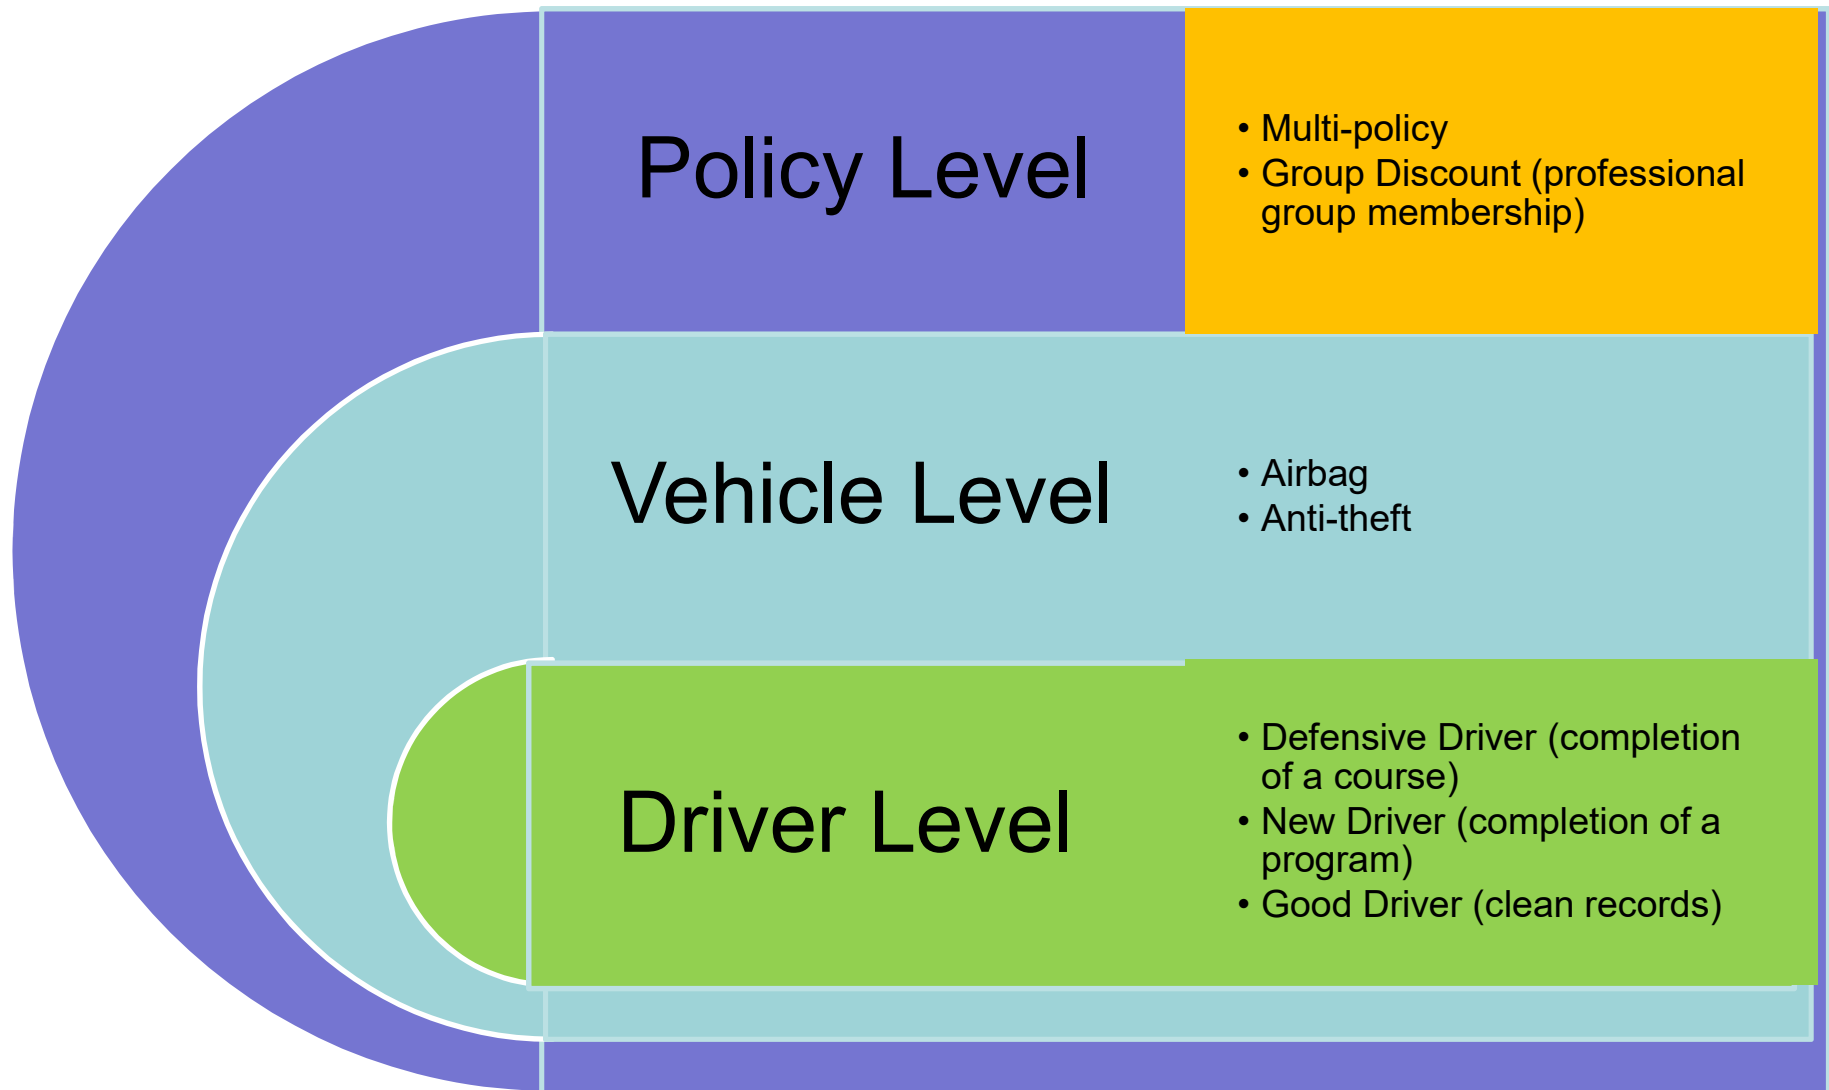 Policy Level
• Multi-policy
• Group Discount (professional
group membership)
Vehicle Level
• Airbag
• Anti-theft
Driver Level
• Defensive Driver (completion
of a course)
• New Driver (completion of a
program)
• Good Driver (clean records)